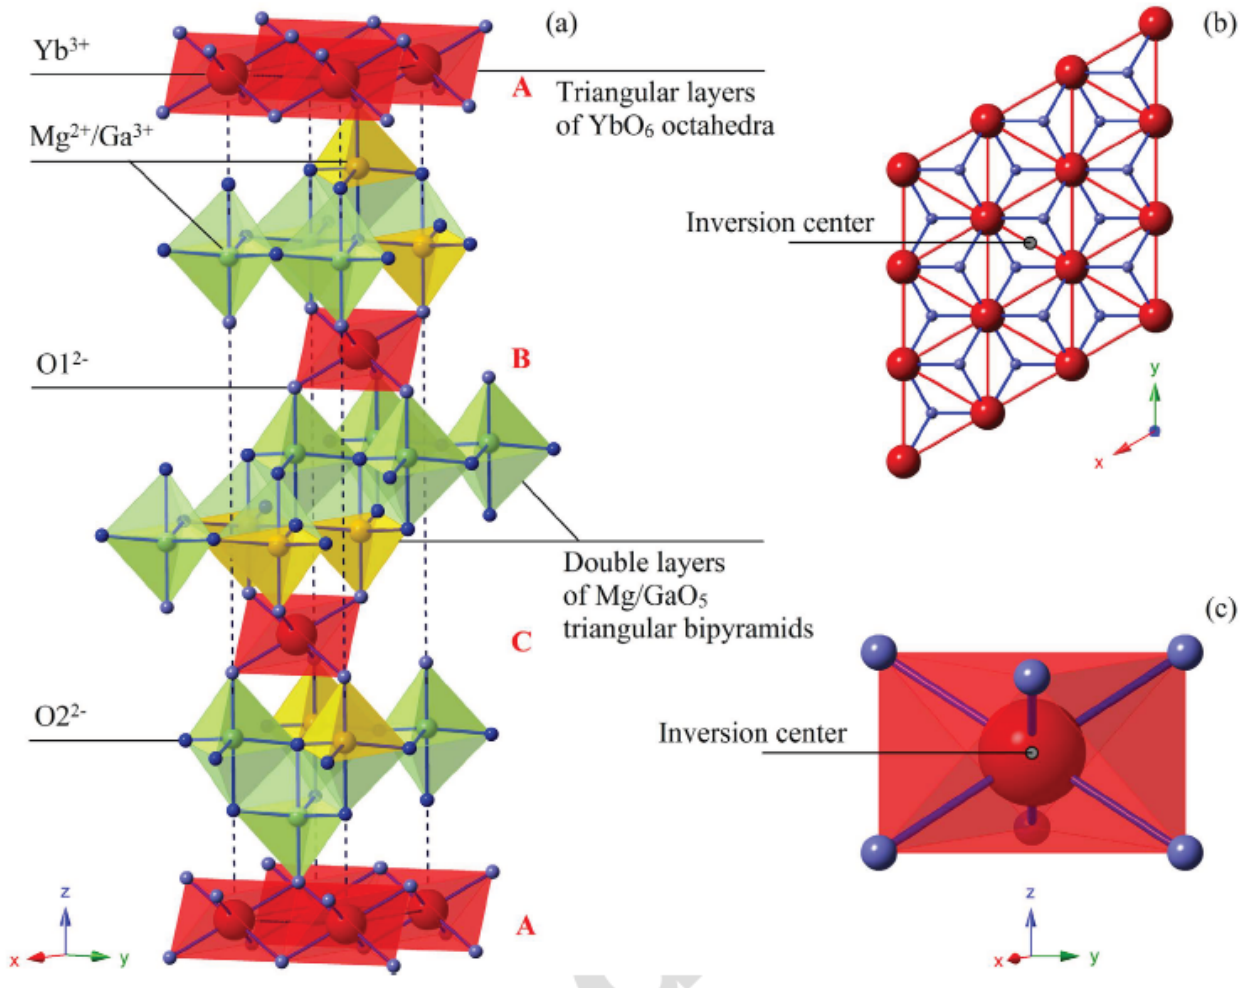 (a)
Yb³⁺
A
Triangular layers
of YbO₆ octahedra
Mg²⁺/Ga³⁺
O1²⁻
B
Double layers
of Mg/GaO₅
triangular bipyramids
C
O2²⁻
A
z
x
y
(b)
Inversion center
y
x
(c)
Inversion center
z
x
y